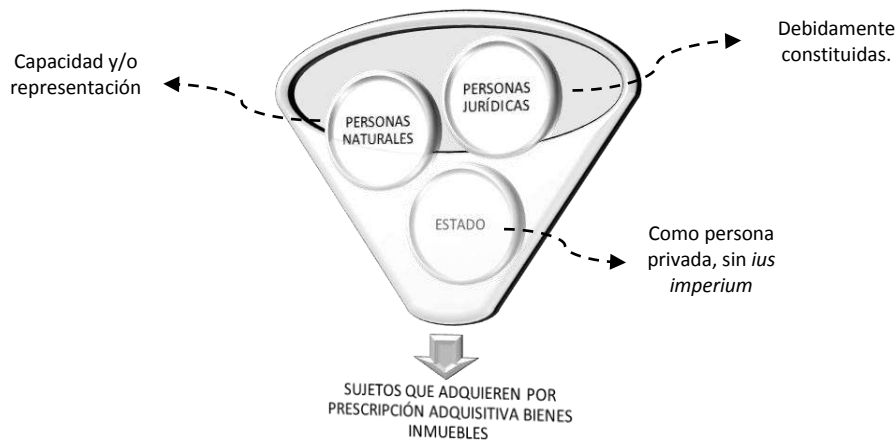 Capacidad y/o
representación
PERSONAS
NATURALES
PERSONAS
JURÍDICAS
Debidamente
constituidas.
ESTADO
Como persona
privada, sin ius
imperium
SUJETOS QUE ADQUIEREN POR
PRESCRIPCIÓN ADQUISITIVA BIENES
INMUEBLES